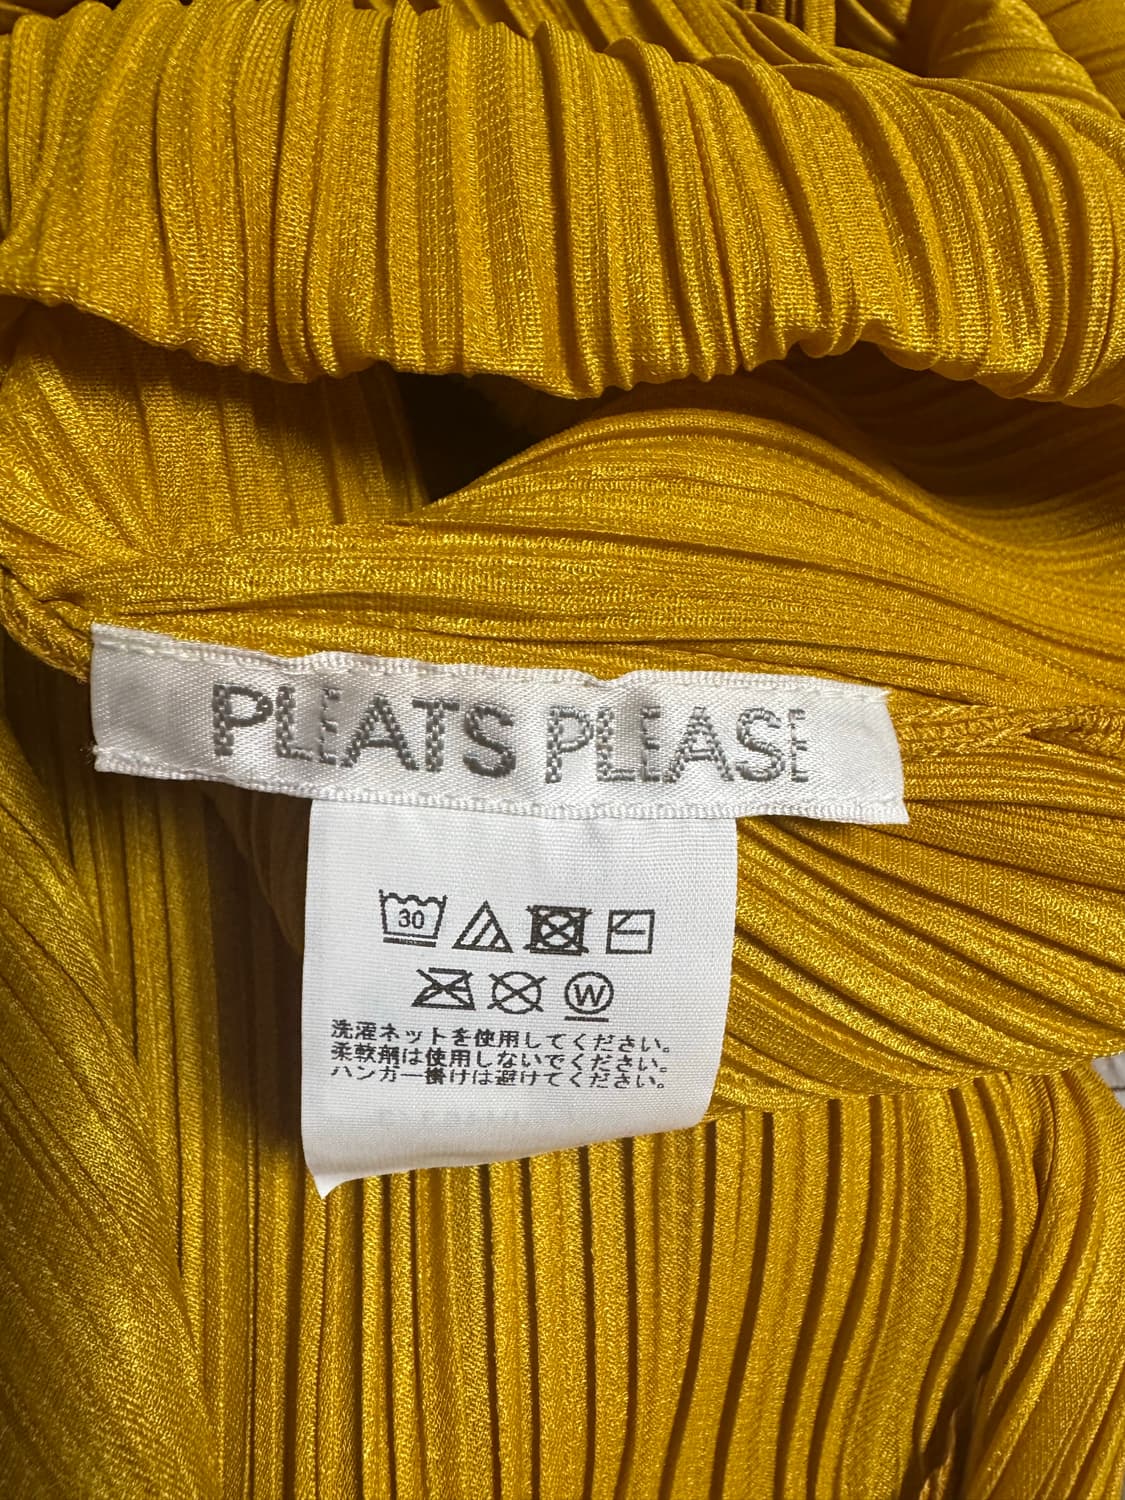 PLEATS PLEASE
30
W
洗濯ネットを使用してください。
柔軟剤は使用しないでください。
ハンガー掛けは避けてください。